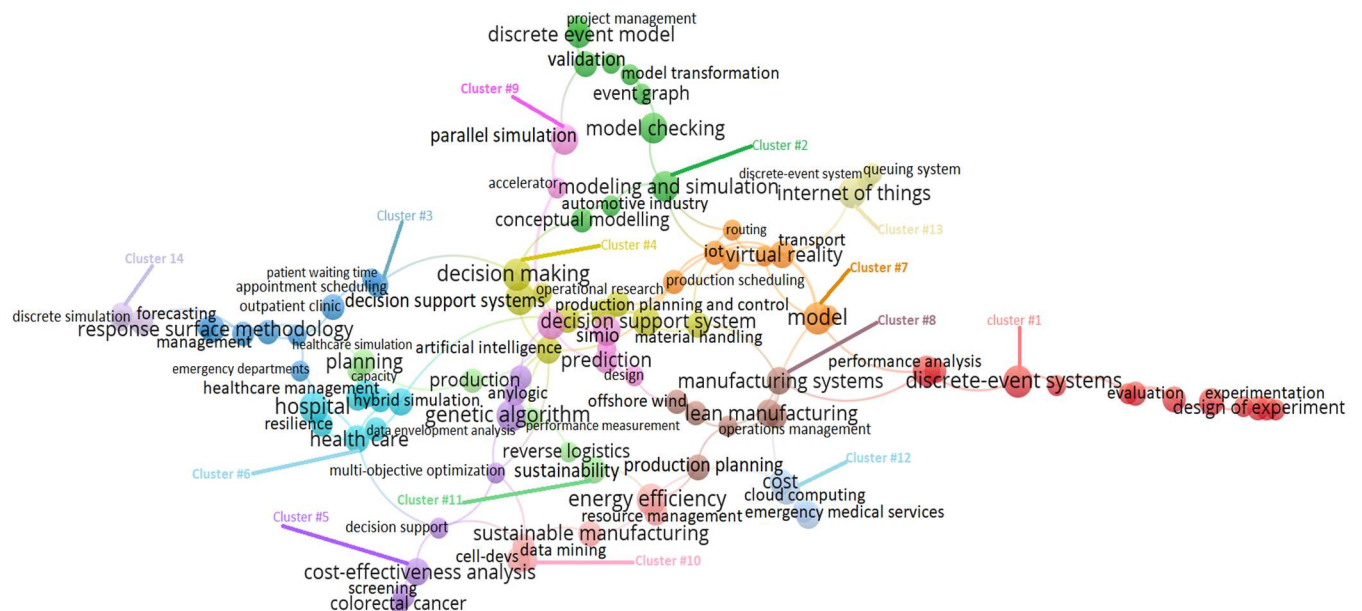 project management
discrete event model
validation
model transformation
Cluster #9
event graph
parallel simulation
model checking
Cluster #2
discrete-event system
queuing system
accelerator
modeling and simulation
internet of things
automotive industry
conceptual modelling
Cluster #3
routing
Cluster #13
Cluster #4
transport
iot
virtual reality
Cluster 14
patient waiting time
decision making
production scheduling
Cluster #7
appointment scheduling
operational research
outpatient clinic
decision support systems
production planning and control
discrete simulation
forecasting
response surface methodology
decision support system
model
Cluster #8
cluster #1
management
healthcare simulation
simio
material handling
artificial intelligence
planning
prediction
performance analysis
emergency departments
capacity
design
healthcare management
production
anylogic
manufacturing systems
discrete-event systems
hybrid simulation
offshore wind
evaluation
experimentation
hospital
genetic algorithm
lean manufacturing
design of experiment
resilience
data envelopment analysis
performance measurement
operations management
health care
reverse logistics
Cluster #12
Cluster #6
multi-objective optimization
sustainability
production planning
cost
Cluster #11
energy efficiency
cloud computing
Cluster #5
resource management
emergency medical services
decision support
sustainable manufacturing
cell-devs
data mining
Cluster #10
cost-effectiveness analysis
screening
colorectal cancer